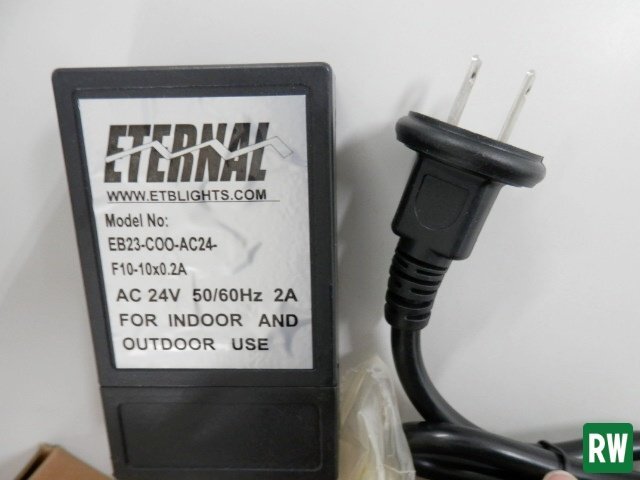 ETERNAL
WWW.ETBLIGHTS.COM
Model No:
EB23-COO-AC24-
F10-10x0.2A
AC 24V 50/60Hz 2A
FOR INDOOR AND
OUTDOOR USE
RW